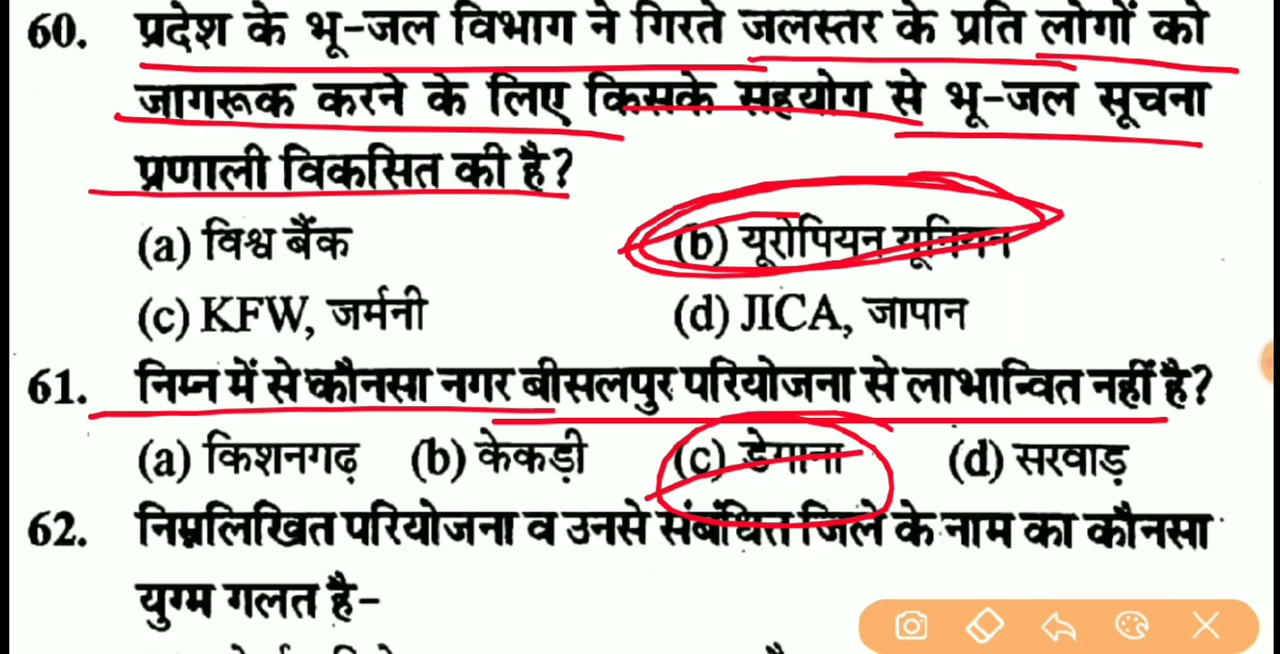 60. प्रदेश के भू-जल विभाग ने गिरते जलस्तर के प्रति लोगों को
जागरूक करने के लिए किसके सहयोग से भू-जल सूचना
प्रणाली विकसित की है?
(a) विश्व बैंक (b) यूरोपियन यूनियन
(c) KFW, जर्मनी (d) JICA, जापान
61. निम्न में से कौनसा नगर बीसलपुर परियोजना से लाभान्वित नहीं है?
(a) किशनगढ़ (b) केकड़ी (c) डेगाना (d) सरवाड़
62. निम्नलिखित परियोजना व उनसे संबंधित जिले के नाम का कौनसा
युग्म गलत है-